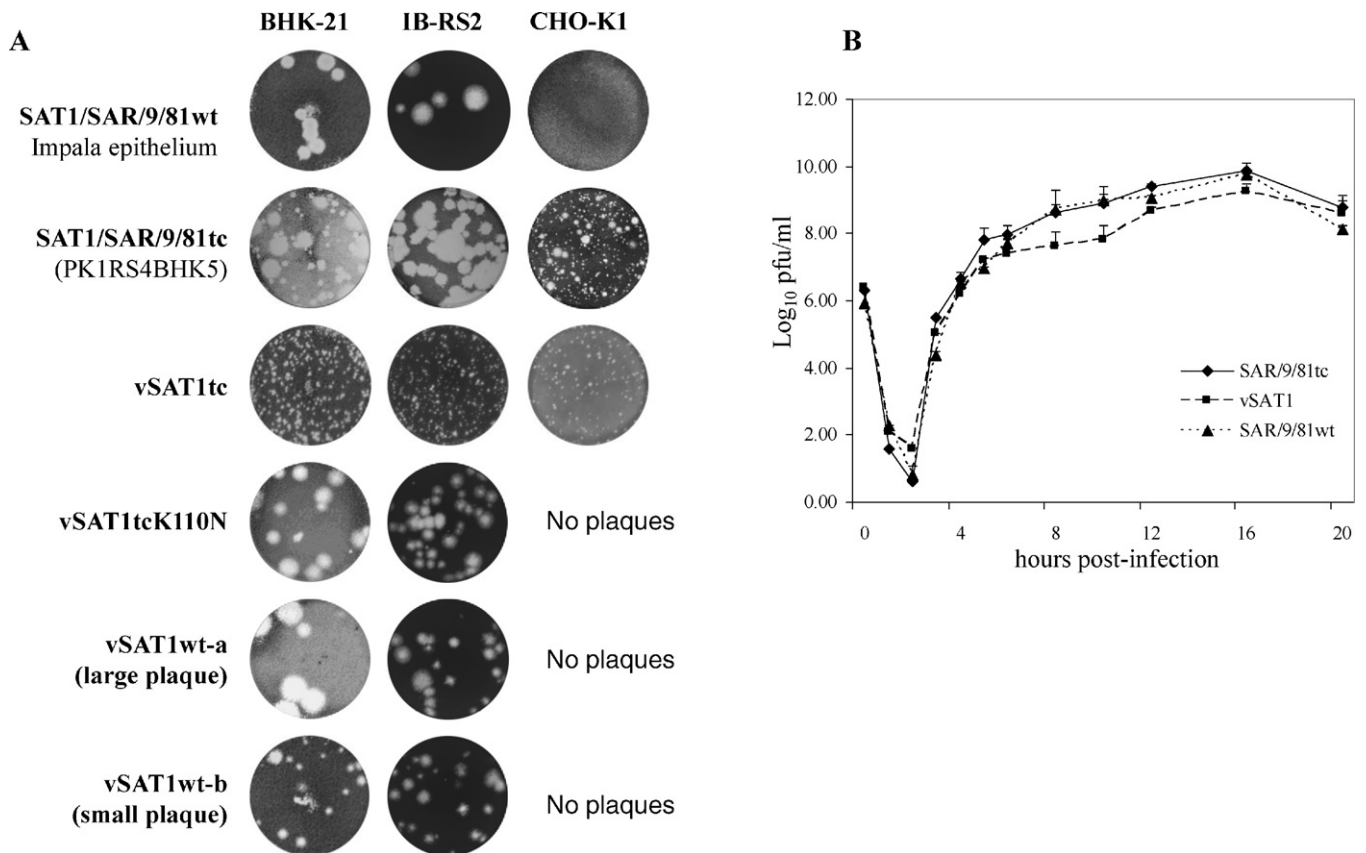 A
BHK-21 IB-RS2 CHO-K1
SAT1/SAR/9/81wt
Impala epithelium
SAT1/SAR/9/81tc
(PK1RS4BHK5)
vSAT1tc
vSAT1tcK110N
No plaques
vSAT1wt-a
(large plaque)
No plaques
vSAT1wt-b
(small plaque)
No plaques
B
Log10 pfu/ml
12.00
10.00
8.00
6.00
4.00
2.00
0.00
0 4 8 12 16 20
hours post-infection
SAR/9/81tc
vSAT1
SAR/9/81wt